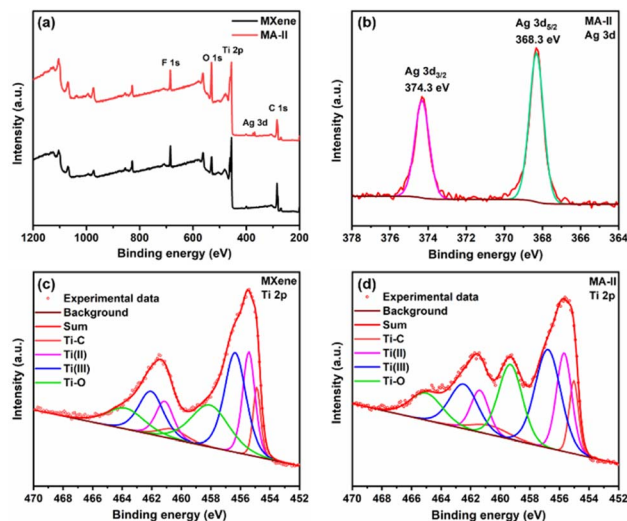 (a)
MXene
MA-II
F 1s
O 1s
Ti 2p
Ag 3d
C 1s
Intensity (a.u.)
1200 1000 800 600 400 200
Binding energy (eV)
(b)
Ag 3d5/2
368.3 eV
MA-II
Ag 3d
Ag 3d3/2
374.3 eV
Intensity (a.u.)
378 376 374 372 370 368 366 364
Binding energy (eV)
(c)
MXene
Ti 2p
Experimental data
Background
Sum
Ti-C
Ti(II)
Ti(III)
Ti-O
Intensity (a.u.)
470 468 466 464 462 460 458 456 454 452
Binding energy (eV)
(d)
MA-II
Ti 2p
Experimental data
Background
Sum
Ti-C
Ti(II)
Ti(III)
Ti-O
Intensity (a.u.)
470 468 466 464 462 460 458 456 454 452
Binding energy (eV)